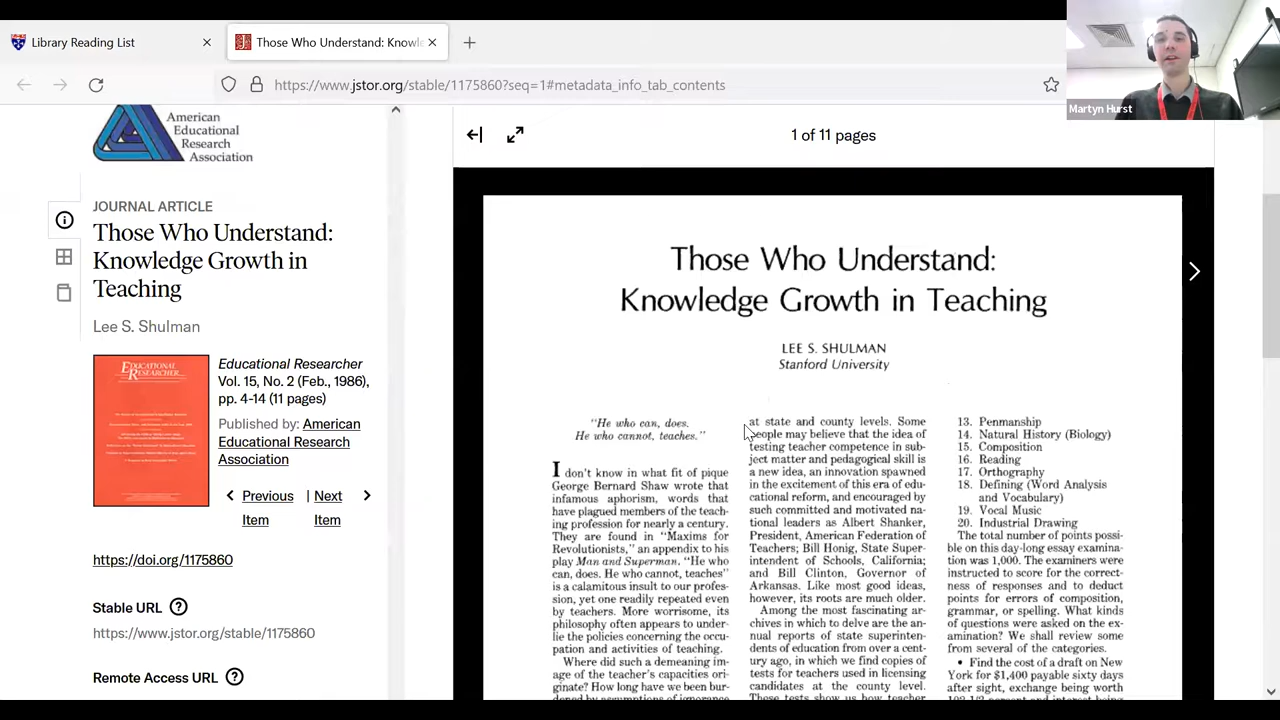 Library Reading List
Those Who Understand: Knowle
https://www.jstor.org/stable/1175860?seq=1#metadata_info_tab_contents
Martyn Hurst
American
Educational
Research
Association
JOURNAL ARTICLE
Those Who Understand:
Knowledge Growth in
Teaching
Lee S. Shulman
EDUCATIONAL
RESEARCHER
Educational Researcher
Vol. 15, No. 2 (Feb., 1986),
pp. 4-14 (11 pages)
Published by: American
Educational Research
Association
Previous Item | Next Item
https://doi.org/1175860
Stable URL
https://www.jstor.org/stable/1175860
Remote Access URL
1 of 11 pages
Those Who Understand:
Knowledge Growth in Teaching
LEE S. SHULMAN
Stanford University
"He who can, does.
He who cannot, teaches."
I don't know in what fit of pique
George Bernard Shaw wrote that
infamous aphorism, words that
have plagued members of the teach-
ing profession for nearly a century.
They are found in "Maxims for
Revolutionists," an appendix to his
play Man and Superman. "He who
can, does. He who cannot, teaches"
is a calamitous insult to our profes-
sion, yet one readily repeated even
by teachers. More worrisome, its
philosophy often appears to under-
lie the policies concerning the occu-
pation and activities of teaching.
Where did such a demeaning im-
age of the teacher's capacities ori-
ginate? How long have we been bur-
at state and county levels. Some
people may believe that the idea of
testing teacher competence in sub-
ject matter and pedagogical skill is
a new idea, an innovation spawned
in the excitement of this era of edu-
cational reform, and encouraged by
such committed and motivated na-
tional leaders as Albert Shanker,
President, American Federation of
Teachers; Bill Honig, State Super-
intendent of Schools, California;
and Bill Clinton, Governor of
Arkansas. Like most good ideas,
however, its roots are much older.
Among the most fascinating ar-
chives in which to delve are the an-
nual reports of state superinten-
dents of education from over a cent-
ury ago, in which we find copies of
tests for teachers used in licensing
candidates at the county level.
These tests show us how teacher
13. Penmanship
14. Natural History (Biology)
15. Composition
16. Reading
17. Orthography
18. Defining (Word Analysis
and Vocabulary)
19. Vocal Music
20. Industrial Drawing
The total number of points possi-
ble on this day-long essay examina-
tion was 1,000. The examiners were
instructed to score for the correct-
ness of responses and to deduct
points for errors of composition,
grammar, or spelling. What kinds
of questions were asked on the ex-
amination? We shall review some
from several of the categories.
• Find the cost of a draft on New
York for $1,400 payable sixty days
after sight, exchange being worth